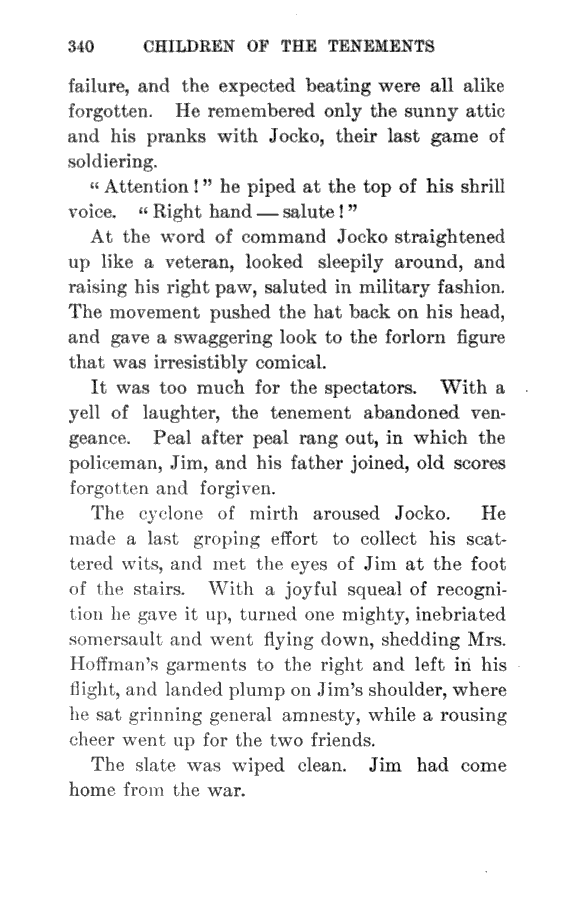 340 CHILDREN OF THE TENEMENTS
failure, and the expected beating were all alike
forgotten. He remembered only the sunny attic
and his pranks with Jocko, their last game of
soldiering.
“Attention!” he piped at the top of his shrill
voice. “Right hand — salute!”
At the word of command Jocko straightened
up like a veteran, looked sleepily around, and
raising his right paw, saluted in military fashion.
The movement pushed the hat back on his head,
and gave a swaggering look to the forlorn figure
that was irresistibly comical.
It was too much for the spectators. With a
yell of laughter, the tenement abandoned ven-
geance. Peal after peal rang out, in which the
policeman, Jim, and his father joined, old scores
forgotten and forgiven.
The cyclone of mirth aroused Jocko. He
made a last groping effort to collect his scat-
tered wits, and met the eyes of Jim at the foot
of the stairs. With a joyful squeal of recogni-
tion he gave it up, turned one mighty, inebriated
somersault and went flying down, shedding Mrs.
Hoffman's garments to the right and left in his
flight, and landed plump on Jim's shoulder, where
he sat grinning general amnesty, while a rousing
cheer went up for the two friends.
The slate was wiped clean. Jim had come
home from the war.